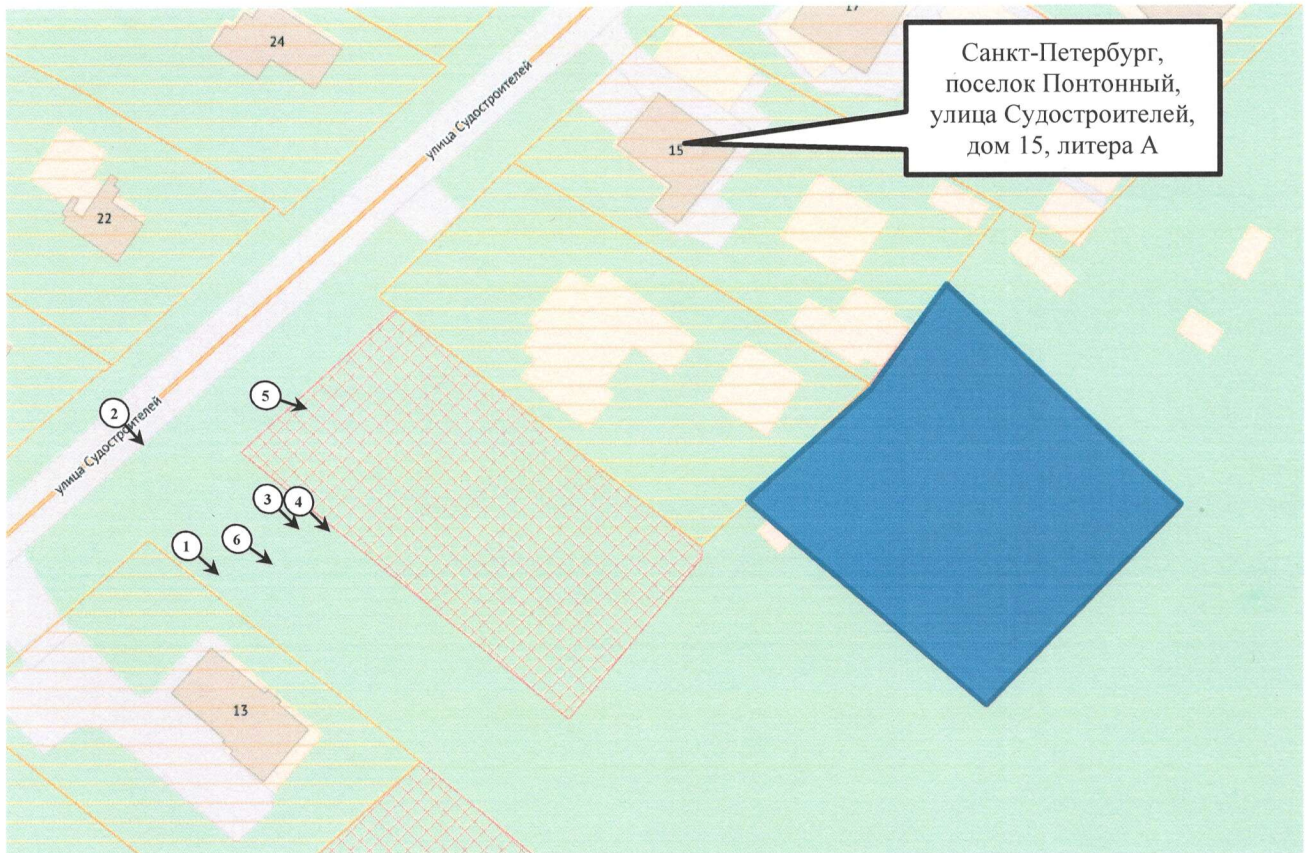 24
17
Санкт-Петербург,
поселок Понтонный,
улица Судостроителей,
дом 15, литера А
улица Судостроителей
15
22
5
2
улица Судостроителей
3
4
6
1
13